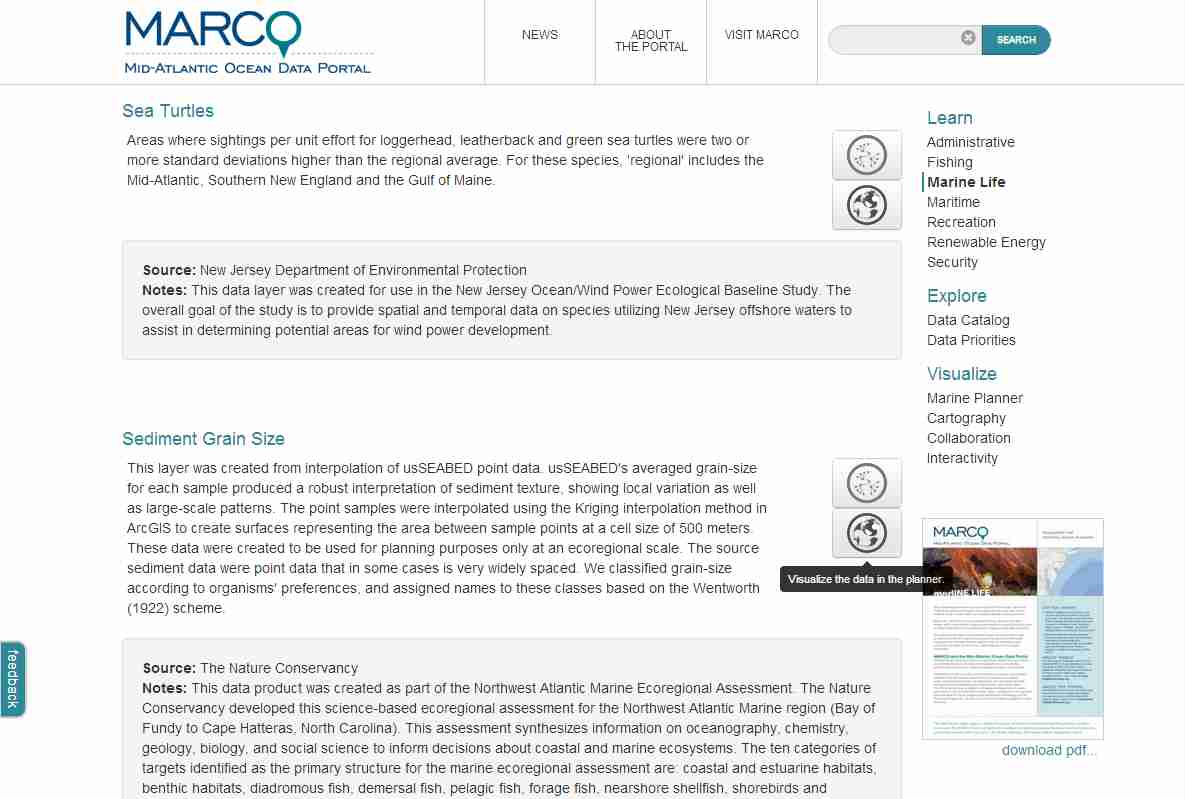 MARCO
MID-ATLANTIC OCEAN DATA PORTAL
NEWS
ABOUT
THE PORTAL
VISIT MARCO
SEARCH
Sea Turtles
Areas where sightings per unit effort for loggerhead, leatherback and green sea turtles were two or
more standard deviations higher than the regional average. For these species, 'regional' includes the
Mid-Atlantic, Southern New England and the Gulf of Maine.
Source: New Jersey Department of Environmental Protection
Notes: This data layer was created for use in the New Jersey Ocean/Wind Power Ecological Baseline Study. The
overall goal of the study is to provide spatial and temporal data on species utilizing New Jersey offshore waters to
assist in determining potential areas for wind power development.
Sediment Grain Size
This layer was created from interpolation of usSEABED point data. usSEABED's averaged grain-size
for each sample produced a robust interpretation of sediment texture, showing local variation as well
as large-scale patterns. The point samples were interpolated using the Kriging interpolation method in
ArcGIS to create surfaces representing the area between sample points at a cell size of 500 meters.
These data were created to be used for planning purposes only at an ecoregional scale. The source
sediment data were point data that in some cases is very widely spaced. We classified grain-size
according to organisms' preferences, and assigned names to these classes based on the Wentworth
(1922) scheme.
Visualize the data in the planner.
Source: The Nature Conservancy
Notes: This data product was created as part of the Northwest Atlantic Marine Ecoregional Assessment. The Nature
Conservancy developed this science-based ecoregional assessment for the Northwest Atlantic Marine region (Bay of
Fundy to Cape Hatteras, North Carolina). This assessment synthesizes information on oceanography, chemistry,
geology, biology, and social science to inform decisions about coastal and marine ecosystems. The ten categories of
targets identified as the primary structure for the marine ecoregional assessment are: coastal and estuarine habitats,
benthic habitats, diadromous fish, demersal fish, pelagic fish, forage fish, nearshore shellfish, shorebirds and
Learn
Administrative
Fishing
Marine Life
Maritime
Recreation
Renewable Energy
Security
Explore
Data Catalog
Data Priorities
Visualize
Marine Planner
Cartography
Collaboration
Interactivity
MARCO
MID-ATLANTIC OCEAN DATA PORTAL
MARINE LIFE
download pdf...
feedback